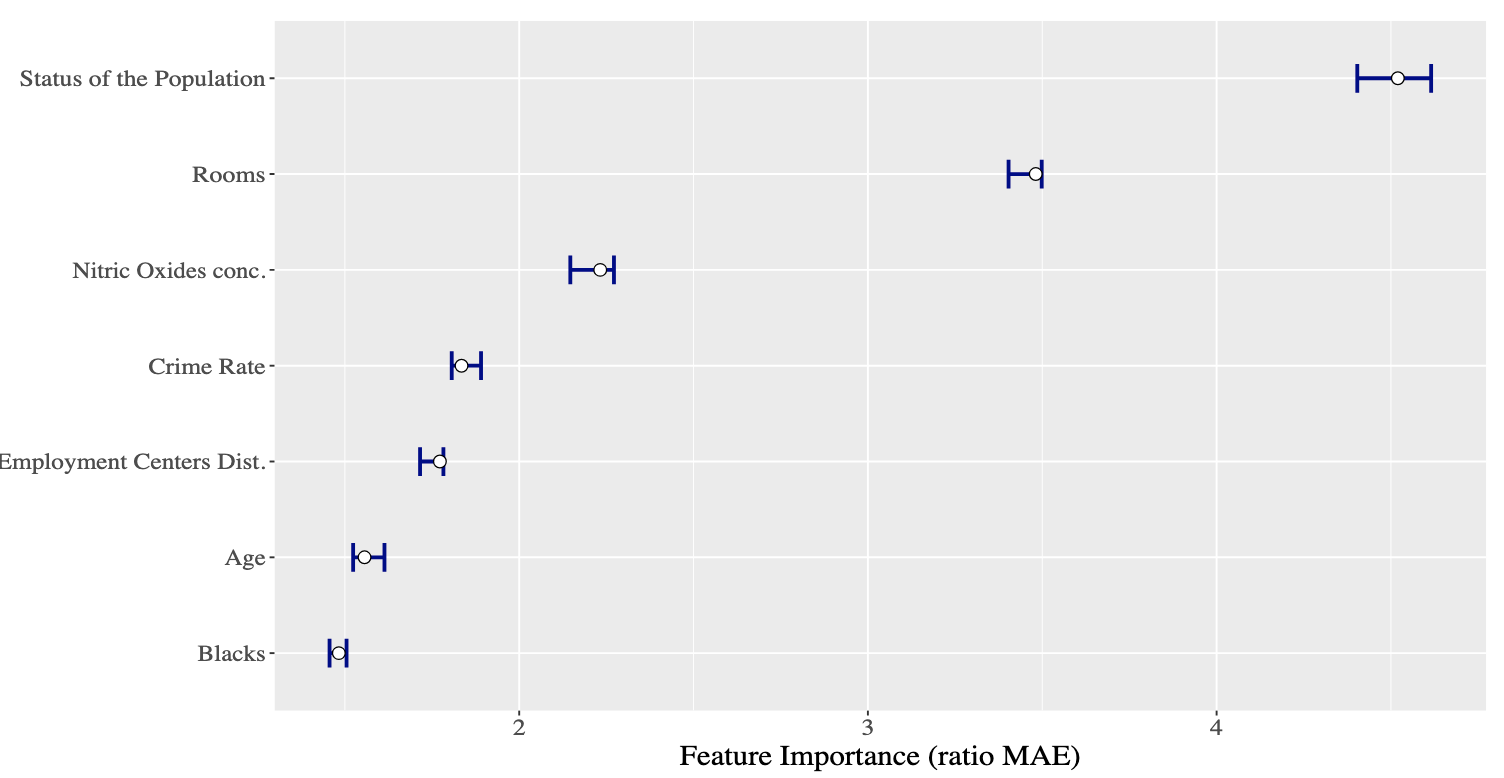 Status of the Population
Rooms
Nitric Oxides conc.
Crime Rate
Employment Centers Dist.
Age
Blacks
2 3 4
Feature Importance (ratio MAE)